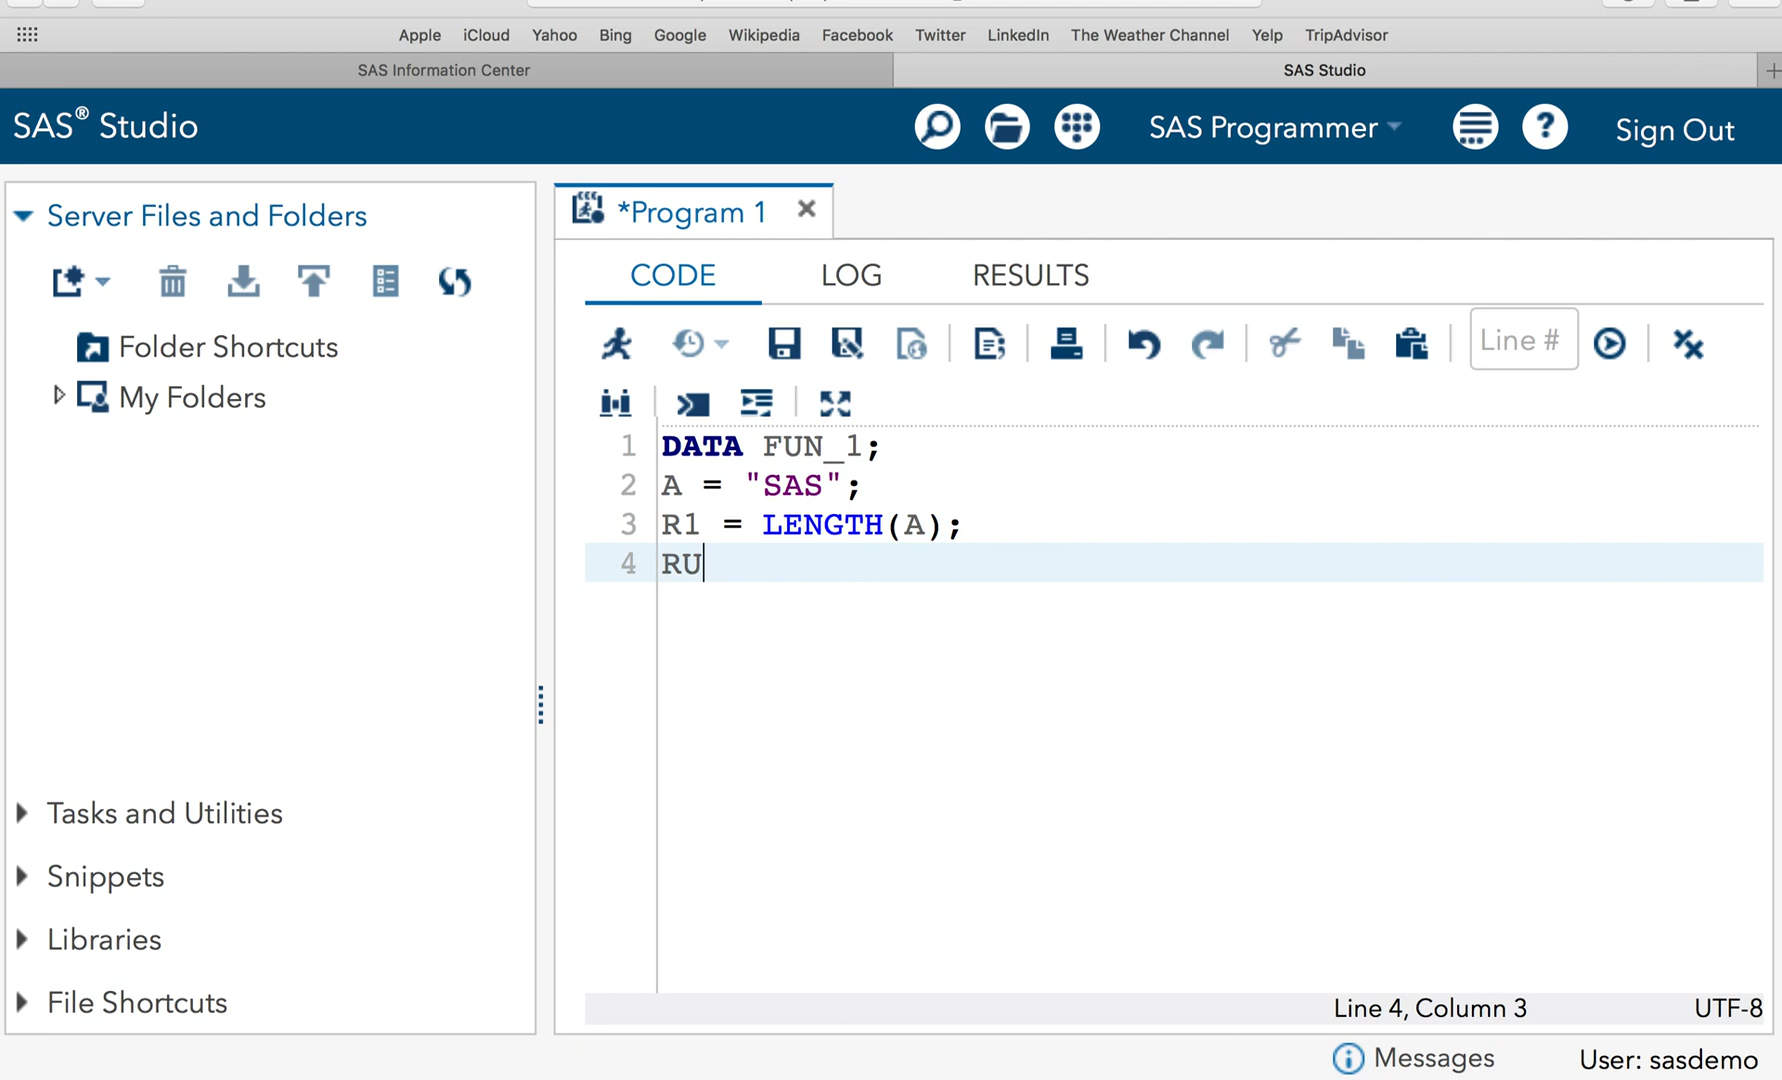 Apple iCloud Yahoo Bing Google Wikipedia Facebook Twitter LinkedIn The Weather Channel Yelp TripAdvisor
SAS Information Center SAS Studio
SAS® Studio SAS Programmer ? Sign Out
Server Files and Folders
Folder Shortcuts
My Folders
Tasks and Utilities
Snippets
Libraries
File Shortcuts
*Program 1
CODE LOG RESULTS
Line #
1 DATA FUN_1;
2 A = "SAS";
3 R1 = LENGTH(A);
4 RU
Line 4, Column 3 UTF-8
Messages User: sasdemo